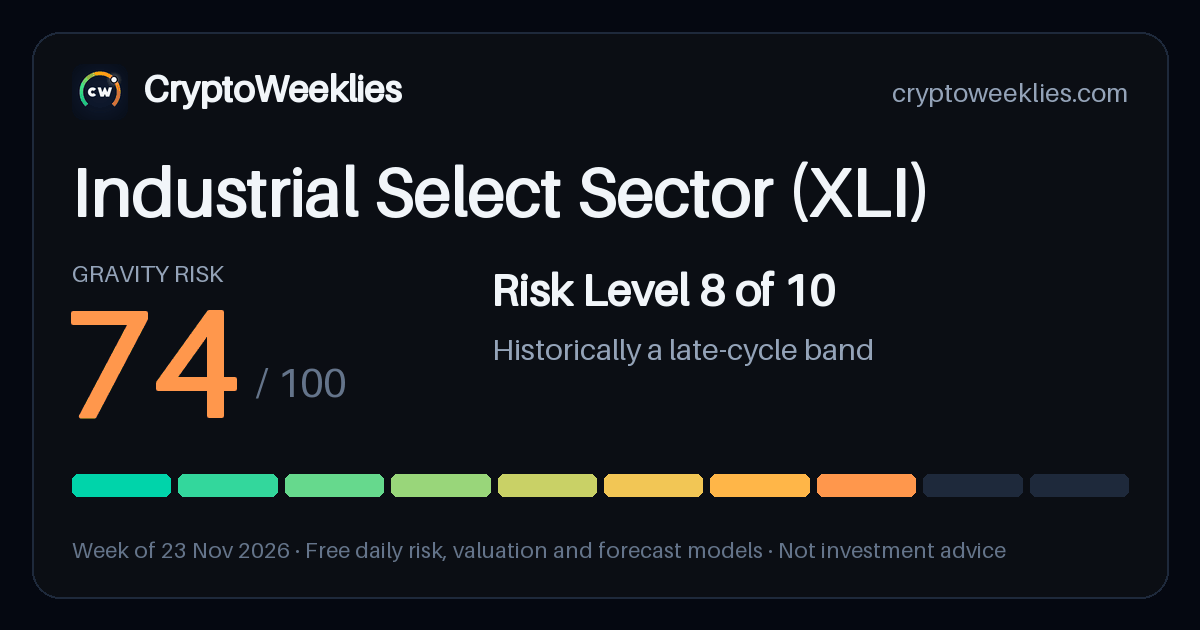 CW
CryptoWeeklies
cryptoweeklies.com
Industrial Select Sector (XLI)
GRAVITY RISK
74 / 100
Risk Level 8 of 10
Historically a late-cycle band
Week of 23 Nov 2026 · Free daily risk, valuation and forecast models · Not investment advice